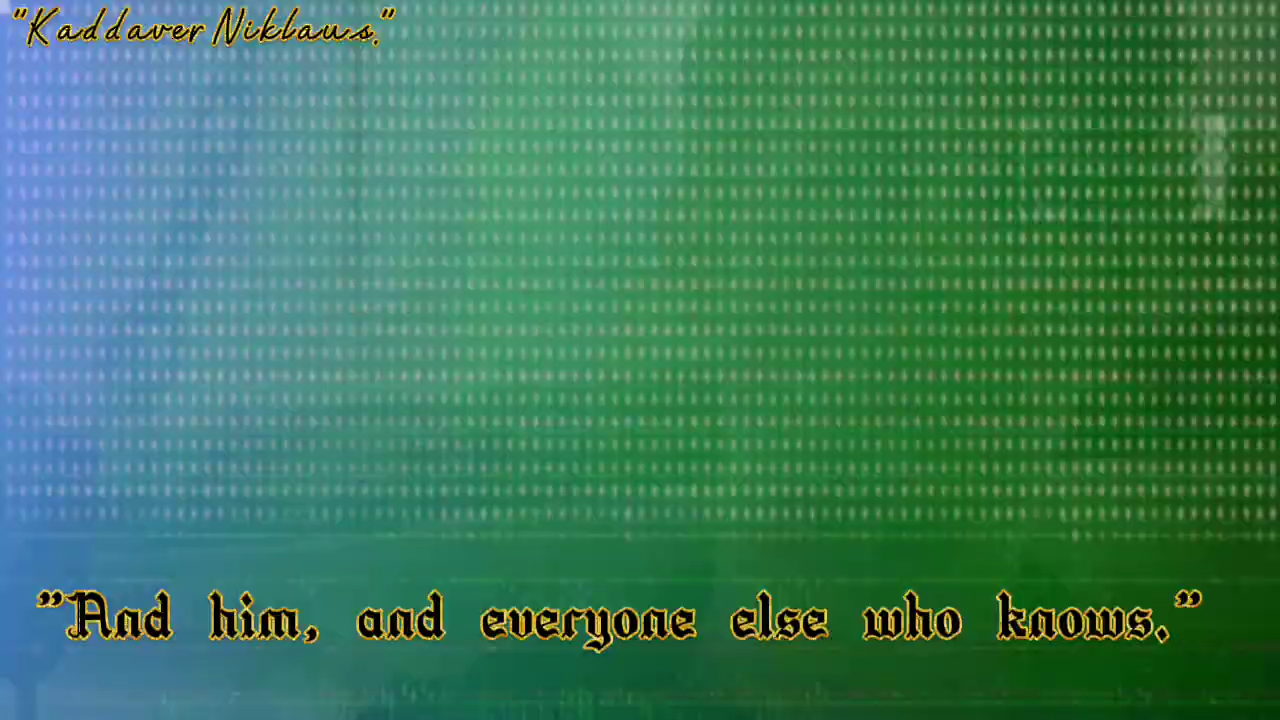 "Kaddaver Niklaus."
"And him, and everyone else who knows."